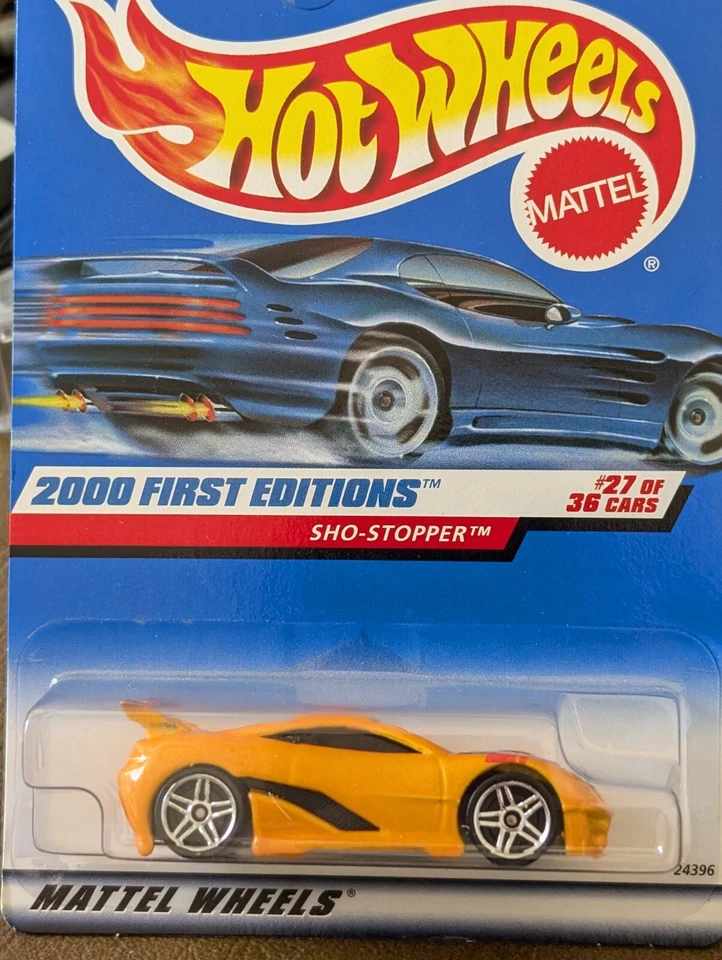 HOT WHEELS
MATTEL
®
2000 FIRST EDITIONS™
#27 OF
36 CARS
SHO-STOPPER™
24396
MATTEL WHEELS®